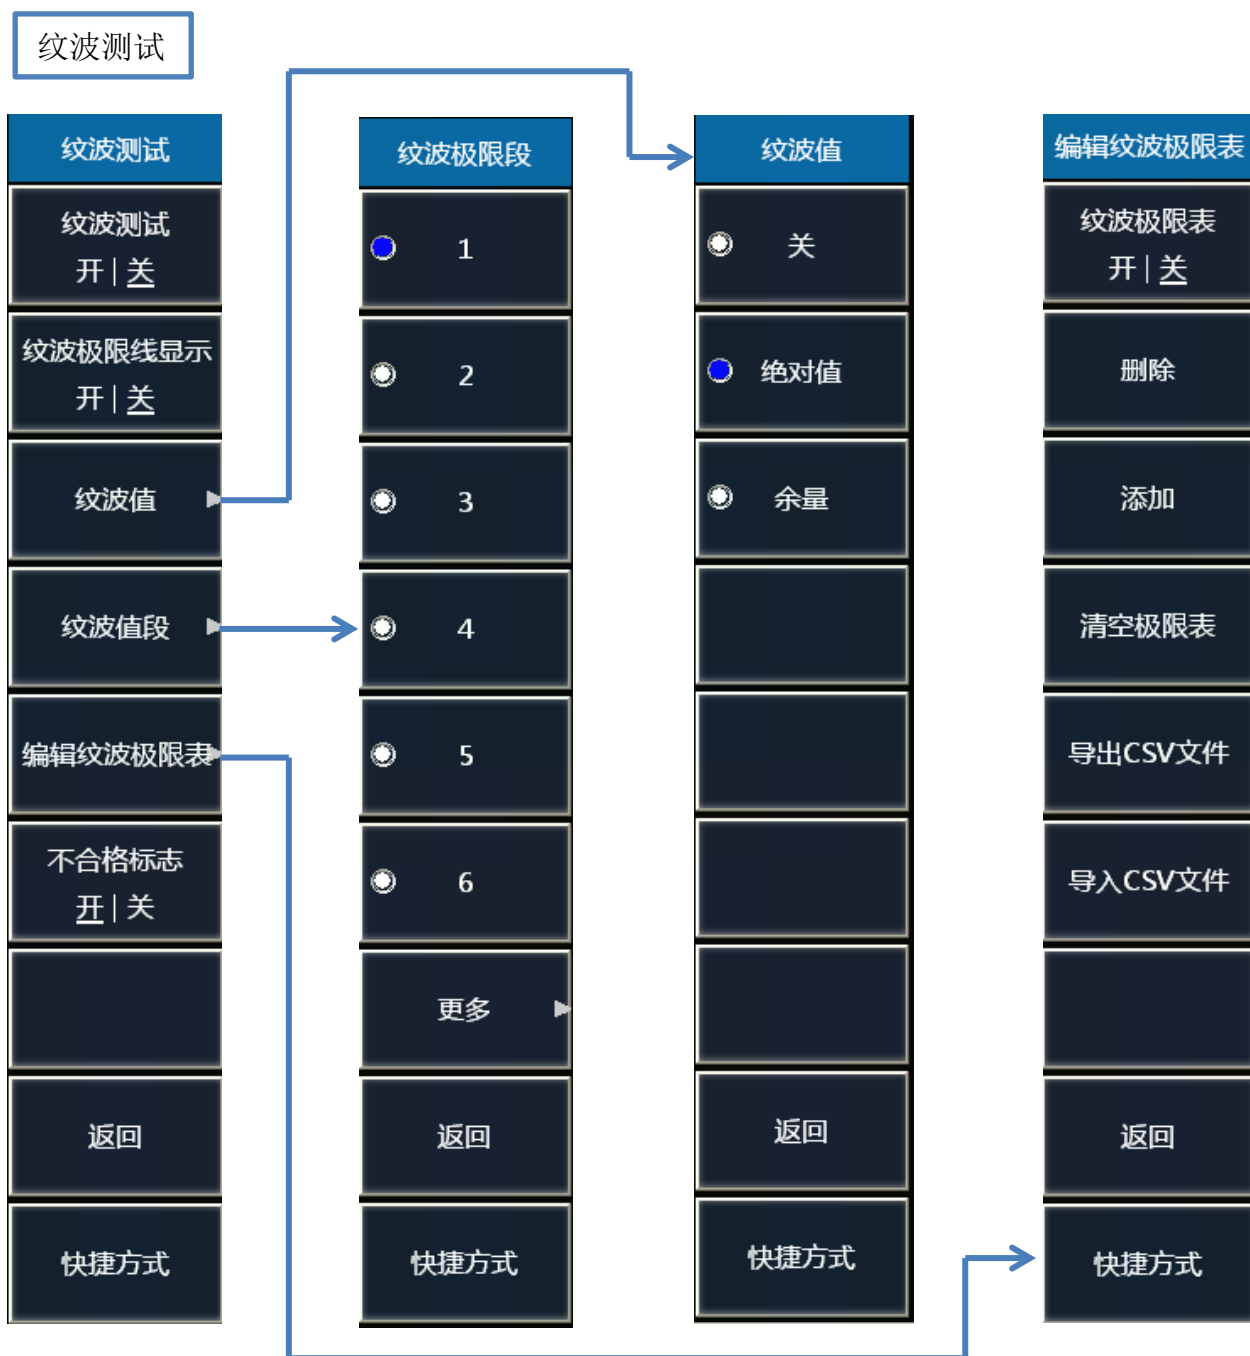 纹波测试
纹波测试
纹波测试
开|关
纹波极限线显示
开|关
纹波值
纹波值段
编辑纹波极限表
不合格标志
开|关
返回
快捷方式
纹波极限段
1
2
3
4
5
6
更多
返回
快捷方式
纹波值
关
绝对值
余量
返回
快捷方式
编辑纹波极限表
纹波极限表
开|关
删除
添加
清空极限表
导出CSV文件
导入CSV文件
返回
快捷方式